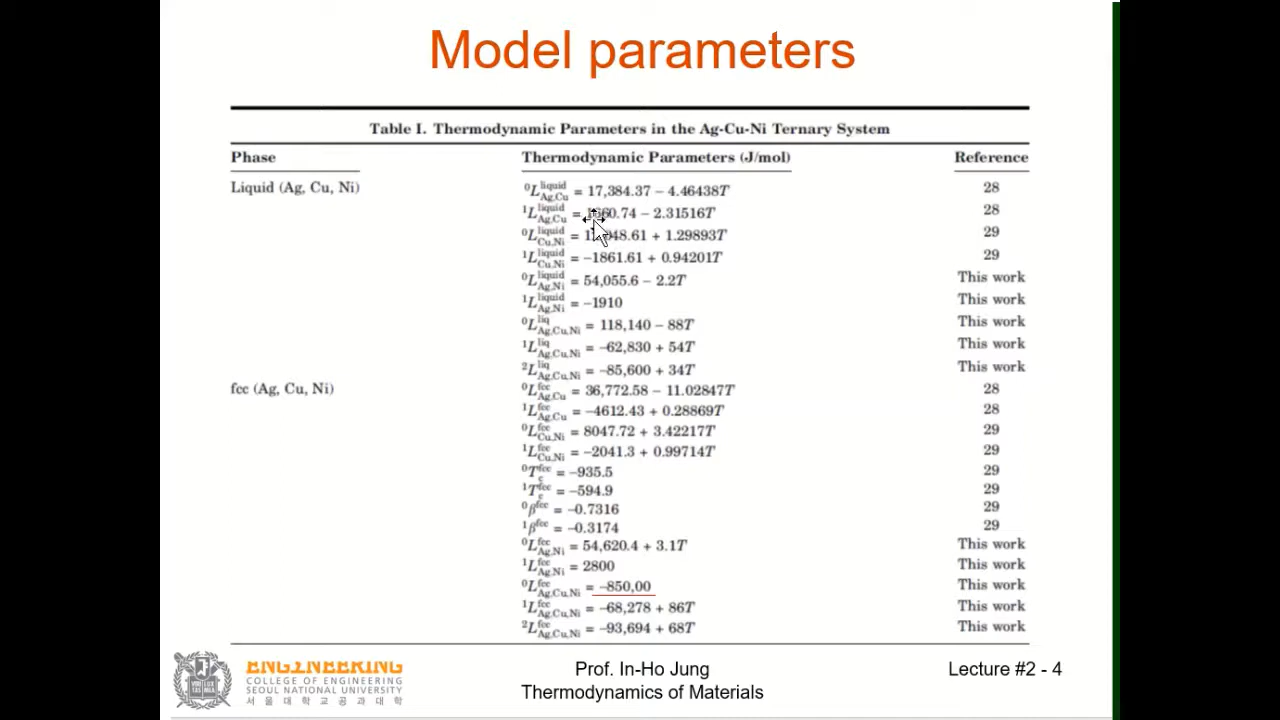 Model parameters
Table I. Thermodynamic Parameters in the Ag-Cu-Ni Ternary System
Phase Thermodynamic Parameters (J/mol) Reference
Liquid (Ag, Cu, Ni) ⁰L liquid Ag,Cu = 17,384.37 − 4.46438T 28
¹L liquid Ag,Cu = 60.74 − 2.31516T 28
⁰L liquid Cu,Ni = 48.61 + 1.29893T 29
¹L liquid Cu,Ni = −1861.61 + 0.94201T 29
⁰L liquid Ag,Ni = 54,055.6 − 2.2T This work
¹L liquid Ag,Ni = −1910 This work
⁰L liq Ag,Cu,Ni = 118,140 − 88T This work
¹L liq Ag,Cu,Ni = −62,830 + 54T This work
²L liq Ag,Cu,Ni = −85,600 + 34T This work
fcc (Ag, Cu, Ni) ⁰L fcc Ag,Cu = 36,772.58 − 11.02847T 28
¹L fcc Ag,Cu = −4612.43 + 0.28869T 28
⁰L fcc Cu,Ni = 8047.72 + 3.42217T 29
¹L fcc Cu,Ni = −2041.3 + 0.99714T 29
⁰T fcc c = −935.5 29
¹T fcc c = −594.9 29
⁰β fcc = −0.7316 29
¹β fcc = −0.3174 29
⁰L fcc Ag,Ni = 54,620.4 + 3.1T This work
¹L fcc Ag,Ni = 2800 This work
⁰L fcc Ag,Cu,Ni = −850,00 This work
¹L fcc Ag,Cu,Ni = −68,278 + 86T This work
²L fcc Ag,Cu,Ni = −93,694 + 68T This work
ENGINEERING
COLLEGE OF ENGINEERING
SEOUL NATIONAL UNIVERSITY
서울대학교공과대학
Prof. In-Ho Jung
Thermodynamics of Materials
Lecture #2 - 4